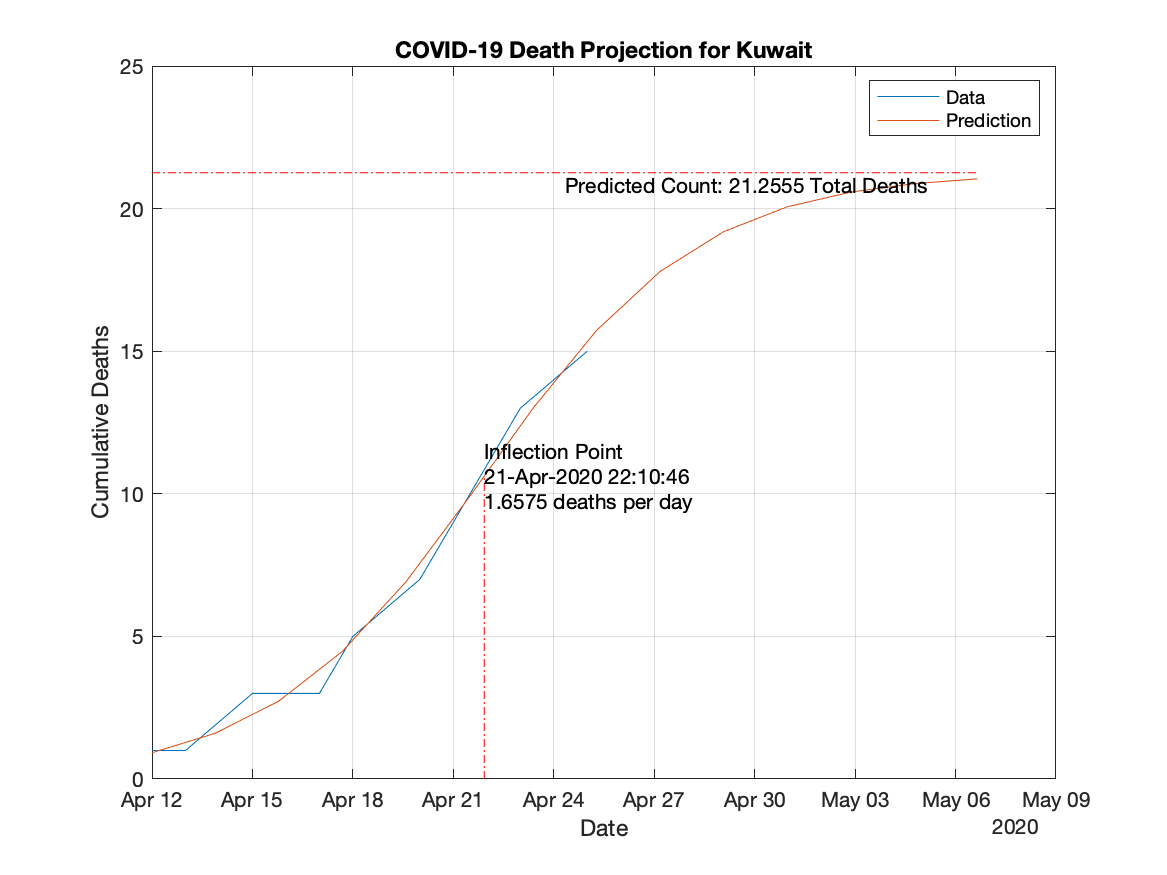 COVID-19 Death Projection for Kuwait
25
Data
Prediction
Predicted Count: 21.2555 Total Deaths
20
15
Inflection Point
21-Apr-2020 22:10:46
1.6575 deaths per day
10
5
0
Cumulative Deaths
Apr 12 Apr 15 Apr 18 Apr 21 Apr 24 Apr 27 Apr 30 May 03 May 06 May 09
Date
2020